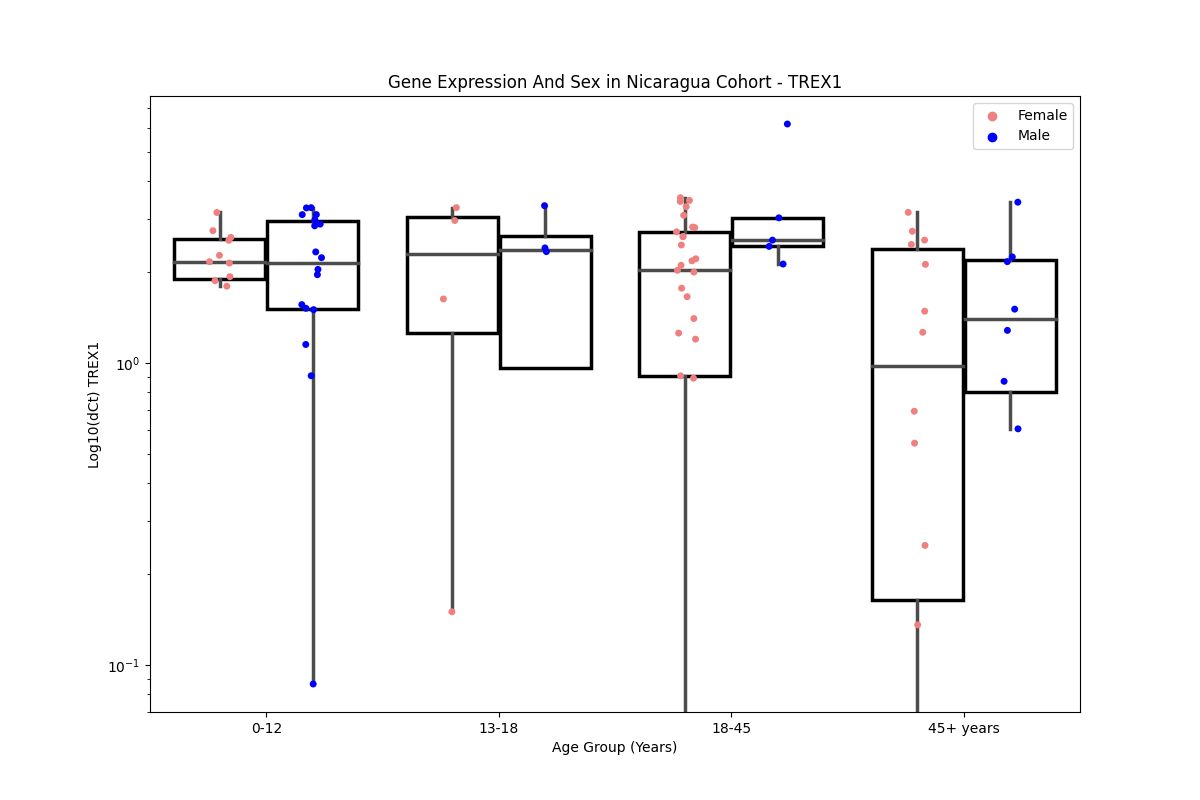 Gene Expression And Sex in Nicaragua Cohort - TREX1
Female
Male
10⁰
10⁻¹
Log10(dCt) TREX1
0-12
13-18
18-45
45+ years
Age Group (Years)